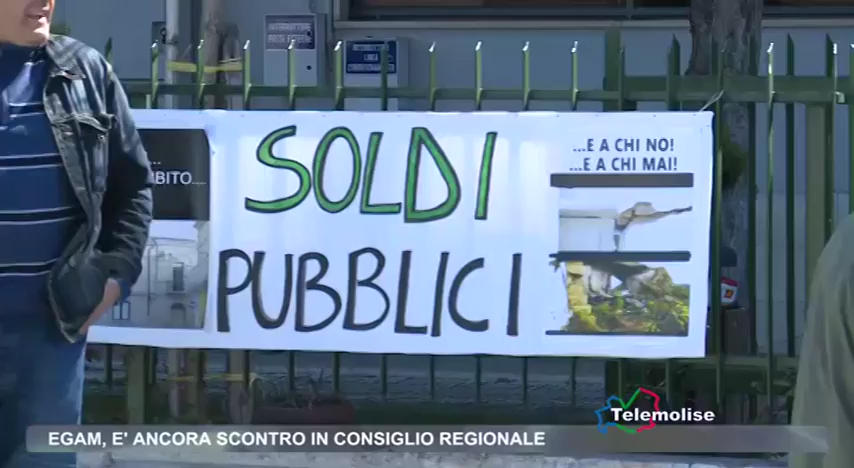 SOLDI
PUBBLICI
...
BITO....
...E A CHI NO!
...E A CHI MAI!
Telemolise
EGAM, E' ANCORA SCONTRO IN CONSIGLIO REGIONALE